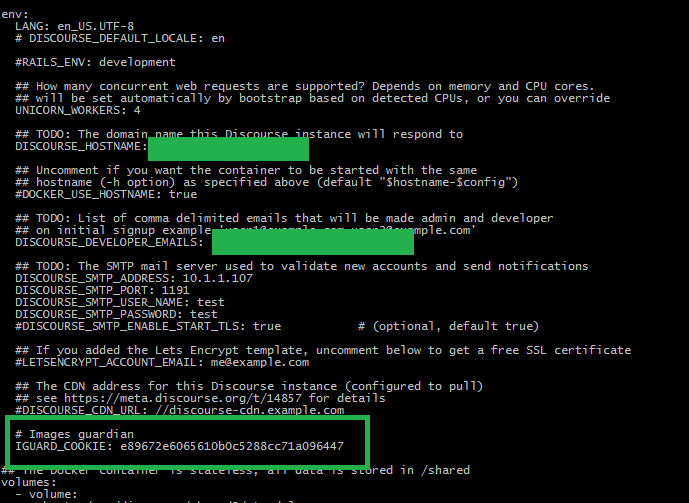 env:
LANG: en_US.UTF-8
# DISCOURSE_DEFAULT_LOCALE: en
#RAILS_ENV: development
## How many concurrent web requests are supported? Depends on memory and CPU cores.
## will be set automatically by bootstrap based on detected CPUs, or you can override
UNICORN_WORKERS: 4
## TODO: The domain name this Discourse instance will respond to
DISCOURSE_HOSTNAME:
## Uncomment if you want the container to be started with the same
## hostname (-h option) as specified above (default "$hostname-$config")
#DOCKER_USE_HOSTNAME: true
## TODO: List of comma delimited emails that will be made admin and developer
## on initial signup example 'user1@example.com,user2@example.com'
DISCOURSE_DEVELOPER_EMAILS:
## TODO: The SMTP mail server used to validate new accounts and send notifications
DISCOURSE_SMTP_ADDRESS: 10.1.1.107
DISCOURSE_SMTP_PORT: 1191
DISCOURSE_SMTP_USER_NAME: test
DISCOURSE_SMTP_PASSWORD: test
#DISCOURSE_SMTP_ENABLE_START_TLS: true # (optional, default true)
## If you added the Lets Encrypt template, uncomment below to get a free SSL certificate
#LETSENCRYPT_ACCOUNT_EMAIL: me@example.com
## The CDN address for this Discourse instance (configured to pull)
## see https://meta.discourse.org/t/14857 for details
#DISCOURSE_CDN_URL: //discourse-cdn.example.com
# Images guardian
IGUARD_COOKIE: e89672e6065610b0c5288cc71a096447
## The Docker container is stateless; all data is stored in /shared
volumes:
- volume: